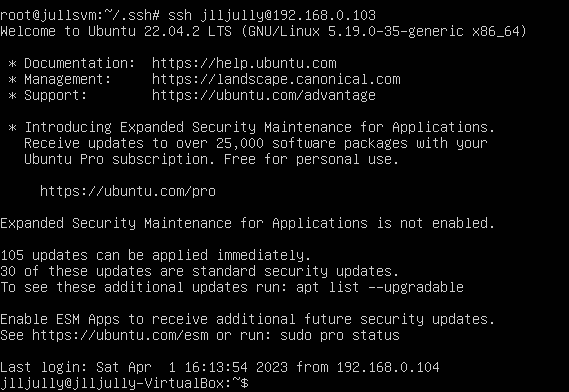 root@jullsvm:~/.ssh# ssh jlljully@192.168.0.103
Welcome to Ubuntu 22.04.2 LTS (GNU/Linux 5.19.0-35-generic x86_64)
* Documentation:  https://help.ubuntu.com
* Management:     https://landscape.canonical.com
* Support:        https://ubuntu.com/advantage
* Introducing Expanded Security Maintenance for Applications.
Receive updates to over 25,000 software packages with your
Ubuntu Pro subscription. Free for personal use.
https://ubuntu.com/pro
Expanded Security Maintenance for Applications is not enabled.
105 updates can be applied immediately.
30 of these updates are standard security updates.
To see these additional updates run: apt list --upgradable
Enable ESM Apps to receive additional future security updates.
See https://ubuntu.com/esm or run: sudo pro status
Last login: Sat Apr  1 16:13:54 2023 from 192.168.0.104
jlljully@jlljully-VirtualBox:~$